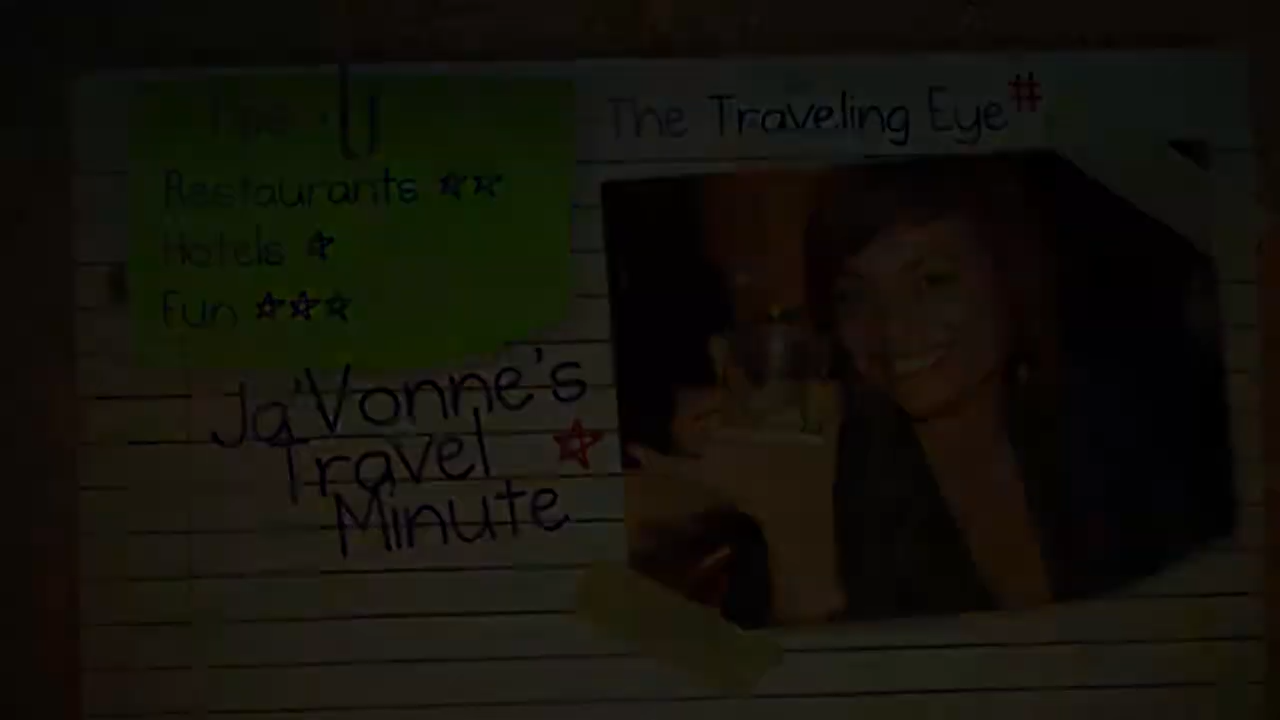 Restaurants ☆☆
Hotels ☆
Fun ☆☆☆
The Traveling Eye#
Ja'Vonne's
Travel ☆
Minute